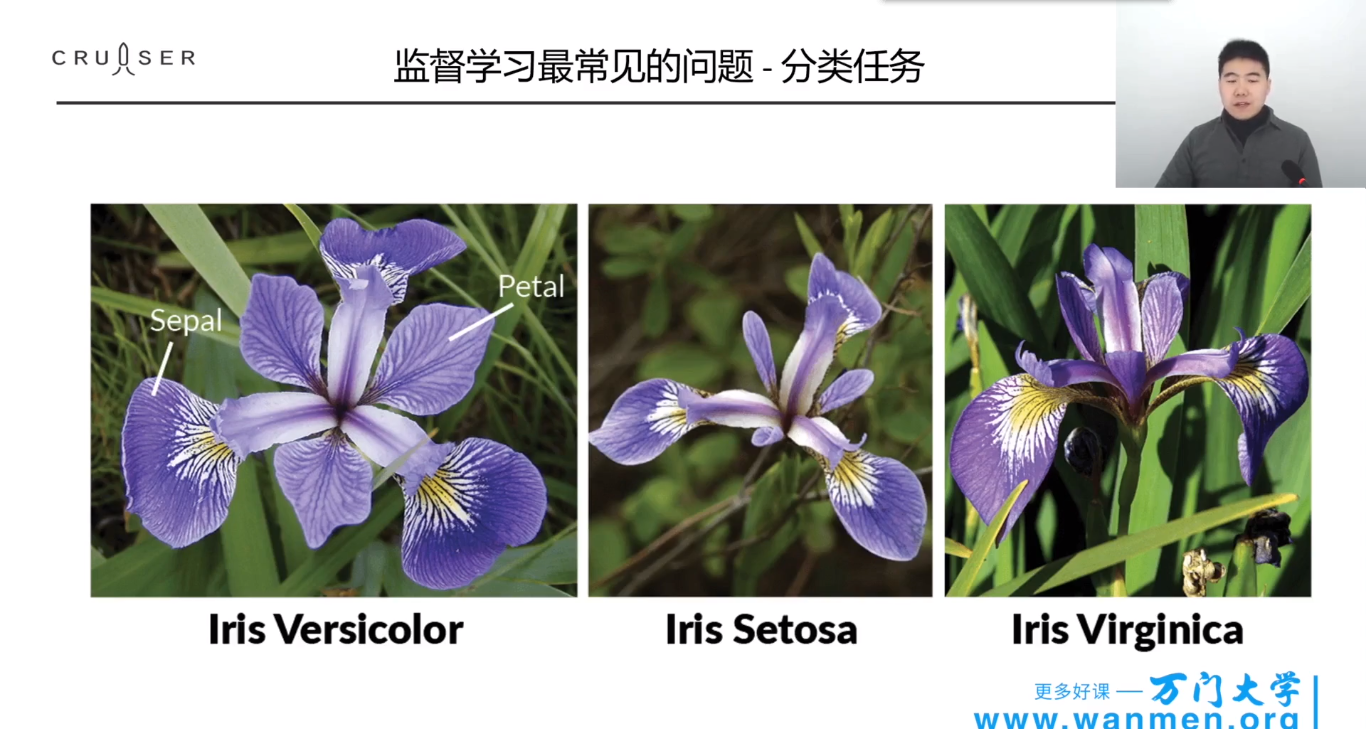 CRUISER
监督学习最常见的问题 - 分类任务
Sepal
Petal
Iris Versicolor
Iris Setosa
Iris Virginica
更多好课 — 万门大学
www.wanmen.org